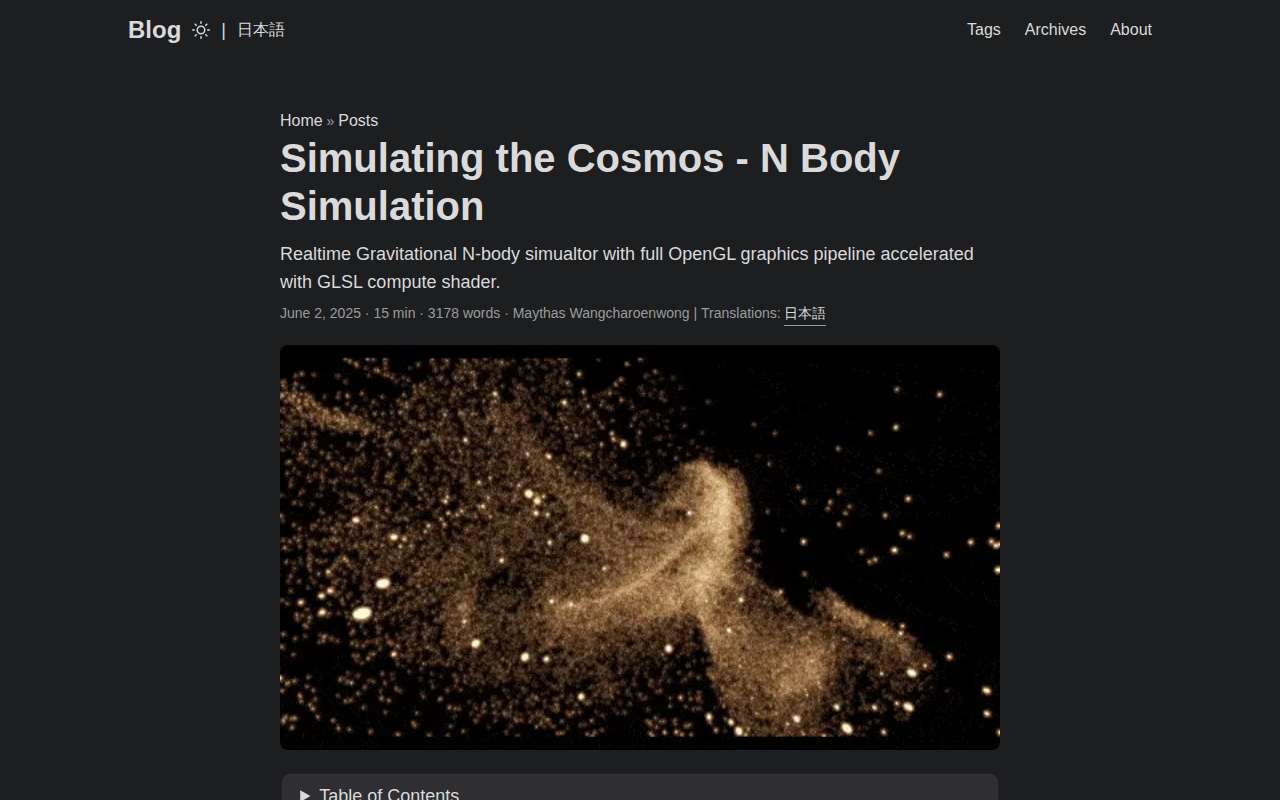 Blog | 日本語 Tags Archives About
Home » Posts
Simulating the Cosmos - N Body
Simulation
Realtime Gravitational N-body simualtor with full OpenGL graphics pipeline accelerated
with GLSL compute shader.
June 2, 2025 · 15 min · 3178 words · Maythas Wangcharoenwong | Translations: 日本語
Table of Contents